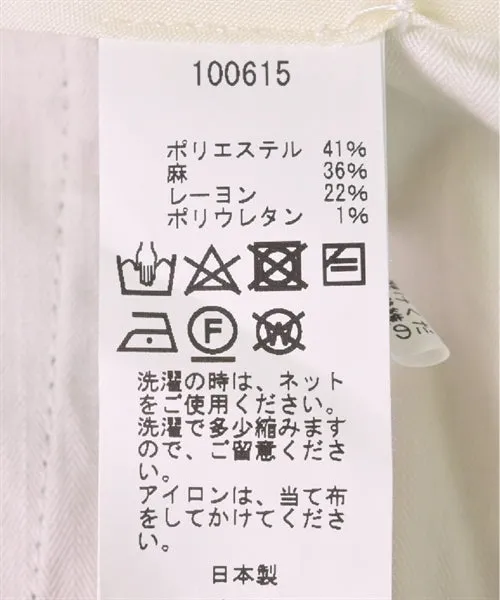 100615
ポリエステル 41%
麻 36%
レーヨン 22%
ポリウレタン 1%
F
W
洗濯の時は、ネット
をご使用ください。
洗濯で多少縮みます
ので、ご留意くださ
い。
アイロンは、当て布
をしてかけてくださ
い。
日本製